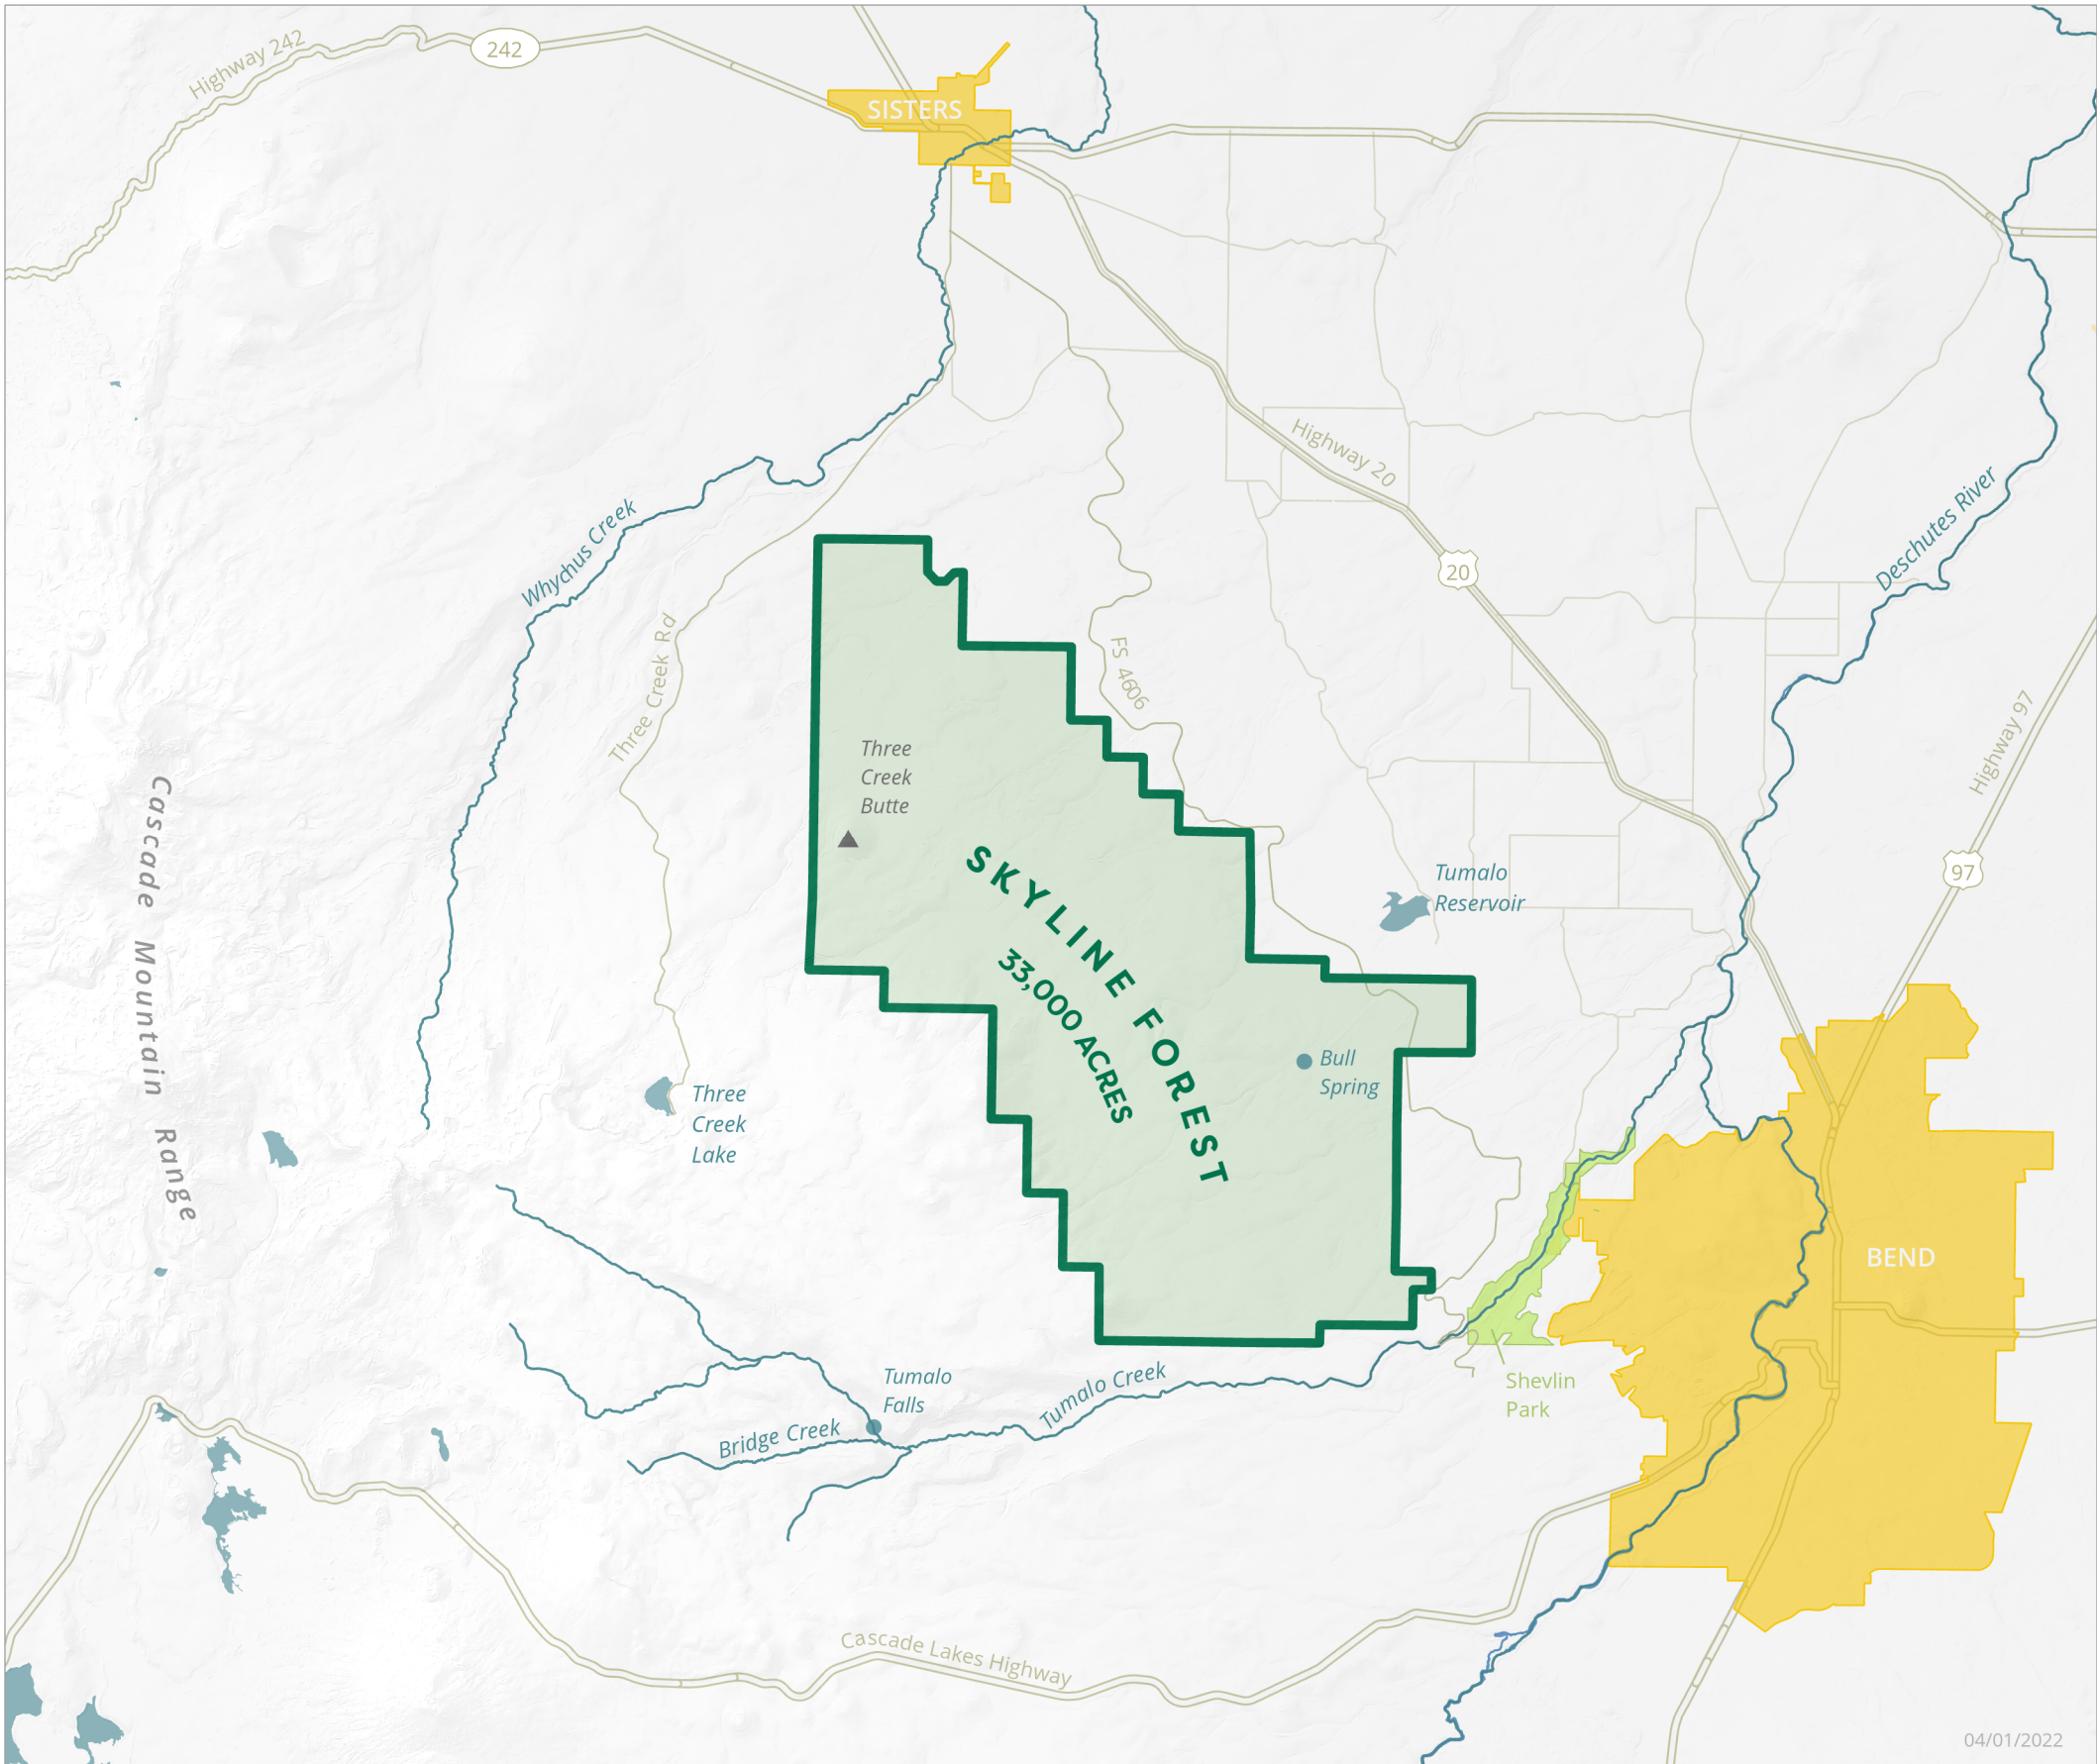 Highway 242
242
SISTERS
Highway 20
20
Whychus Creek
Deschutes River
Three Creek Rd
FS 4606
Highway 97
97
Three
Creek
Butte
Cascade Mountain Range
SKYLINE FOREST
33,000 ACRES
Tumalo
Reservoir
Bull
Spring
Three
Creek
Lake
BEND
Tumalo
Falls
Tumalo Creek
Bridge Creek
Shevlin
Park
Cascade Lakes Highway
04/01/2022